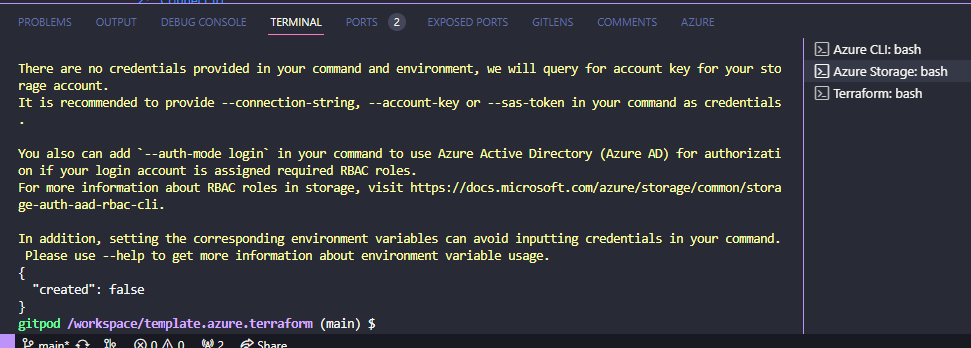 PROBLEMS OUTPUT DEBUG CONSOLE TERMINAL PORTS 2 EXPOSED PORTS GITLENS COMMENTS AZURE
Azure CLI: bash
Azure Storage: bash
Terraform: bash
There are no credentials provided in your command and environment, we will query for account key for your sto
rage account.
It is recommended to provide --connection-string, --account-key or --sas-token in your command as credentials
.
You also can add `--auth-mode login` in your command to use Azure Active Directory (Azure AD) for authorizati
on if your login account is assigned required RBAC roles.
For more information about RBAC roles in storage, visit https://docs.microsoft.com/azure/storage/common/stora
ge-auth-aad-rbac-cli.
In addition, setting the corresponding environment variables can avoid inputting credentials in your command.
Please use --help to get more information about environment variable usage.
{
"created": false
}
gitpod /workspace/template.azure.terraform (main) $
main* 0 0 2 Share